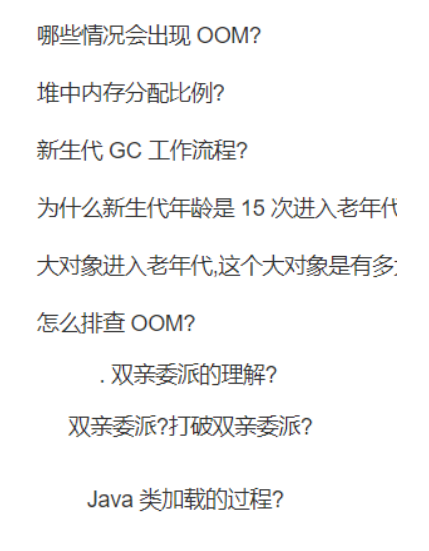 哪些情况会出现 OOM?
堆中内存分配比例?
新生代 GC 工作流程?
为什么新生代年龄是 15 次进入老年代
大对象进入老年代,这个大对象是有多
怎么排查 OOM?
. 双亲委派的理解?
双亲委派?打破双亲委派?
Java 类加载的过程?